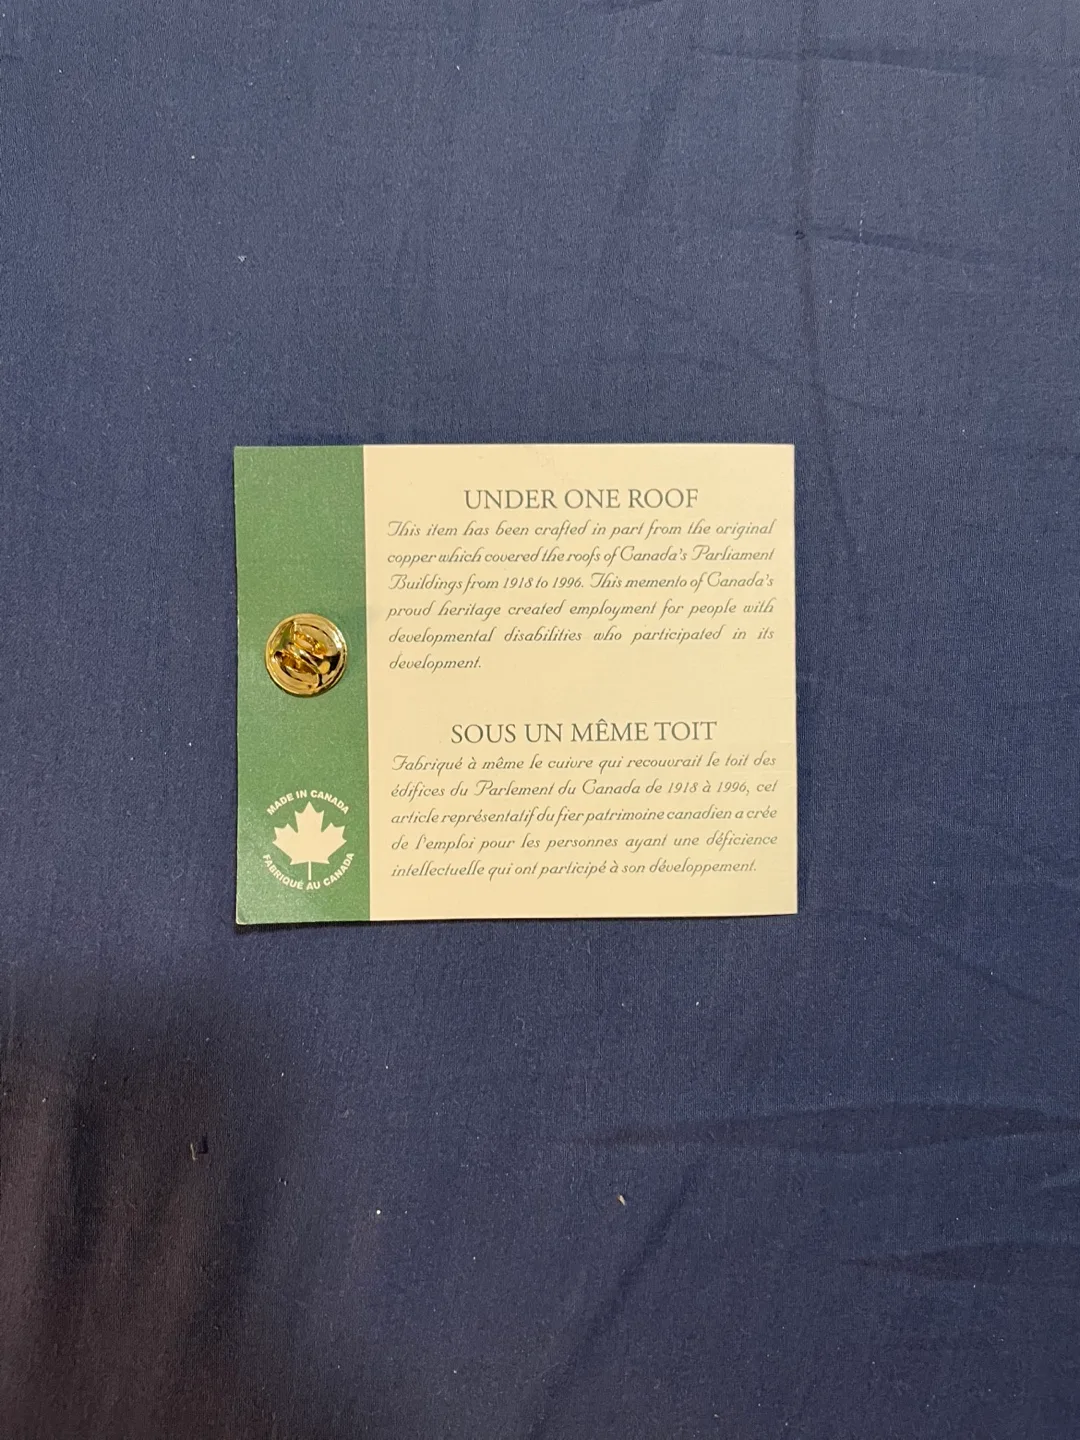 UNDER ONE ROOF
This item has been crafted in part from the original
copper which covered the roofs of Canada's Parliament
Buildings from 1918 to 1996. This memento of Canada's
proud heritage created employment for people with
developmental disabilities who participated in its
development.
SOUS UN MÊME TOIT
Fabriqué à même le cuivre qui recouvrait le toit des
édifices du Parlement du Canada de 1918 à 1996, cet
article représentatif du fier patrimoine canadien a crée
de l'emploi pour les personnes ayant une déficience
intellectuelle qui ont participé à son développement.
MADE IN CANADA
FABRIQUÉ AU CANADA